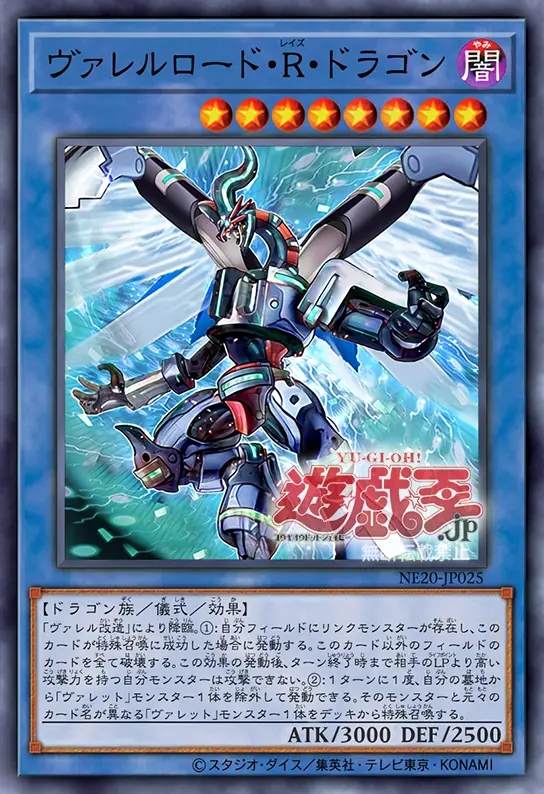 レイズ
ヴァレルロード・R・ドラゴン
やみ
闇
YU-GI-OH!
遊戯王
.jp
無断転載禁止
NE20-JP025
【ドラゴン族／儀式／効果】
「ヴァレル改造」により降臨。①：自分フィールドにリンクモンスターが存在し、この
カードが特殊召喚に成功した場合に発動する。このカード以外のフィールドの
カードを全て破壊する。この効果の発動後、ターン終了時まで相手のLPより高い
攻撃力を持つ自分モンスターは攻撃できない。②：１ターンに１度、自分の墓地か
ら「ヴァレット」モンスター１体を除外して発動できる。そのモンスターと元々の
カード名が異なる「ヴァレット」モンスター１体をデッキから特殊召喚する。
ATK/3000 DEF/2500
©スタジオ・ダイス／集英社・テレビ東京・KONAMI